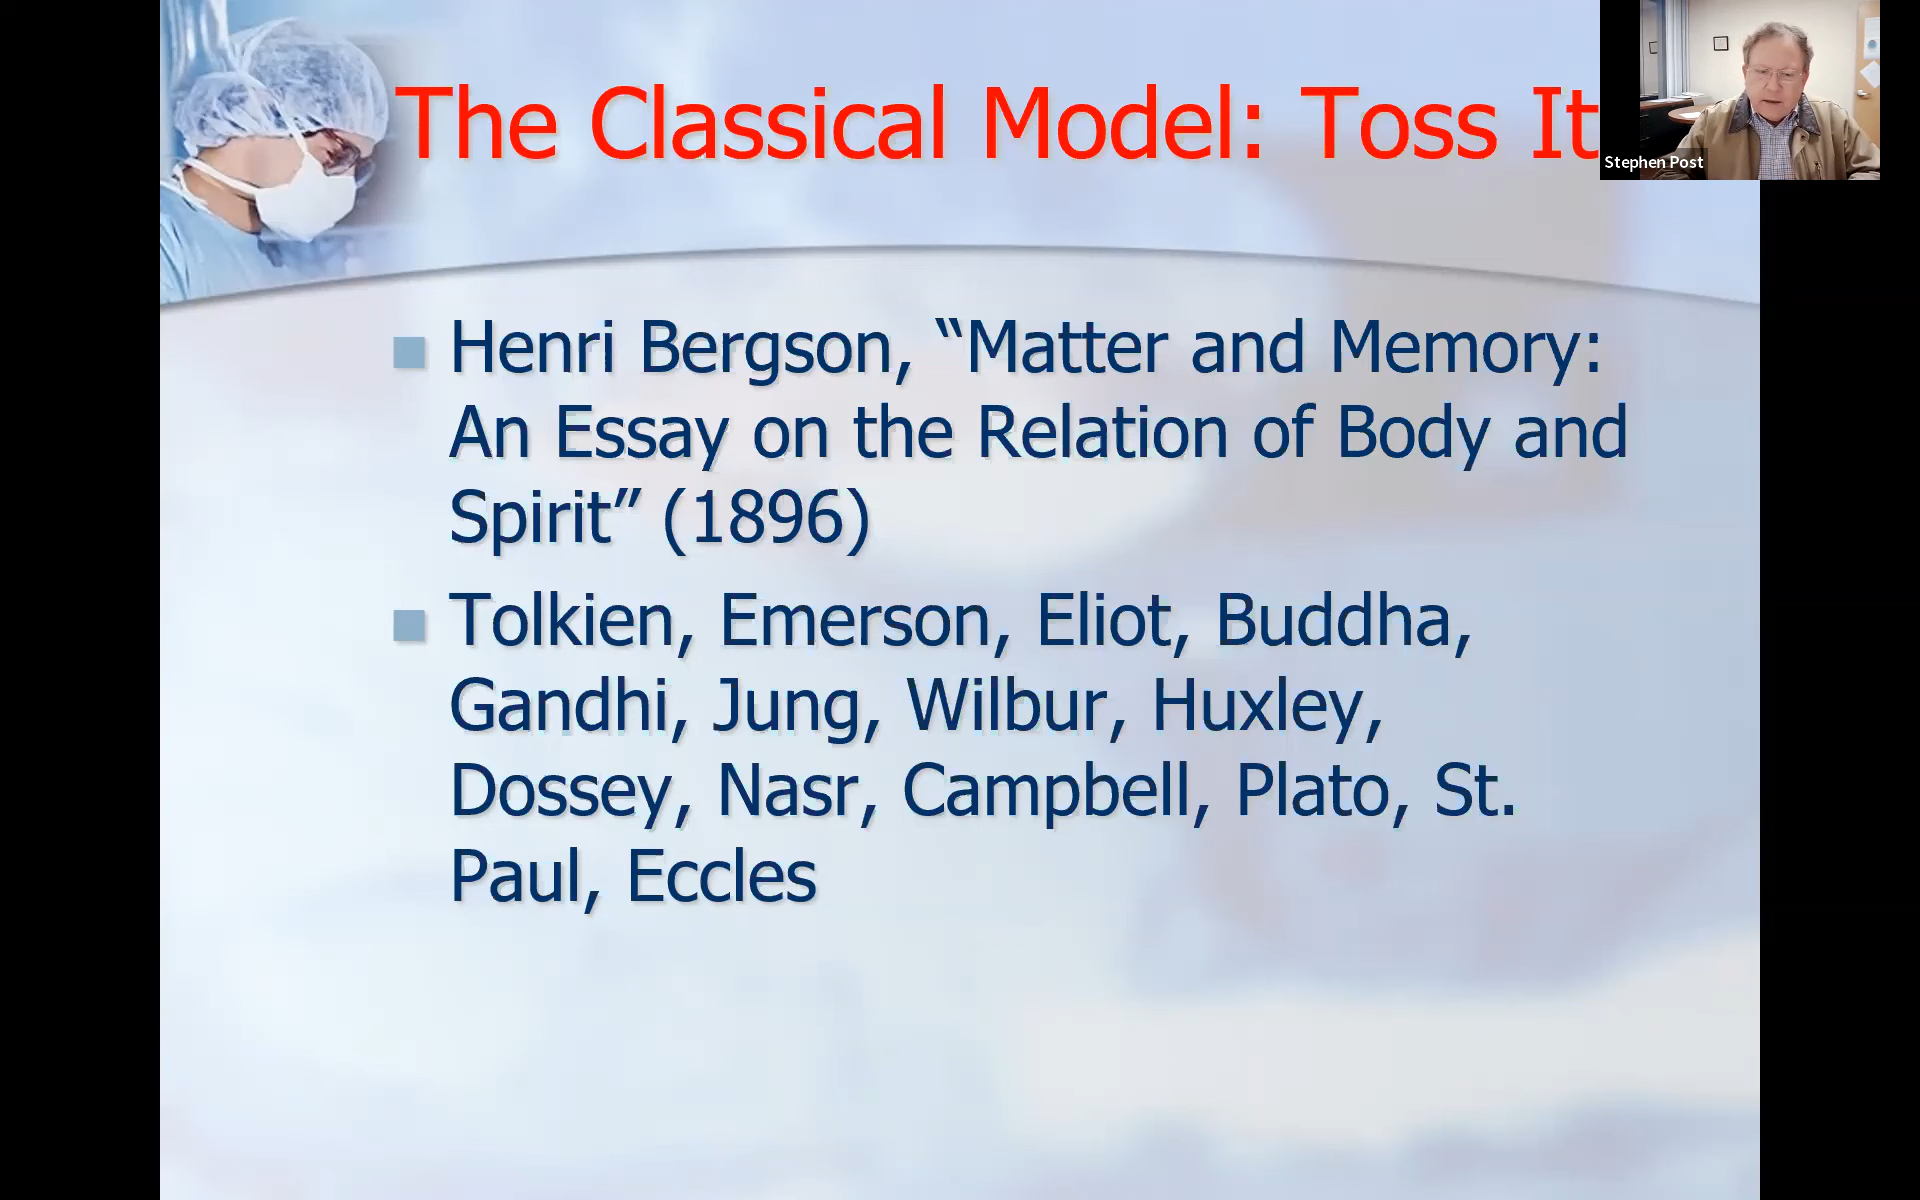 The Classical Model: Toss It
Stephen Post
Henri Bergson, “Matter and Memory:
An Essay on the Relation of Body and
Spirit” (1896)
Tolkien, Emerson, Eliot, Buddha,
Gandhi, Jung, Wilbur, Huxley,
Dossey, Nasr, Campbell, Plato, St.
Paul, Eccles